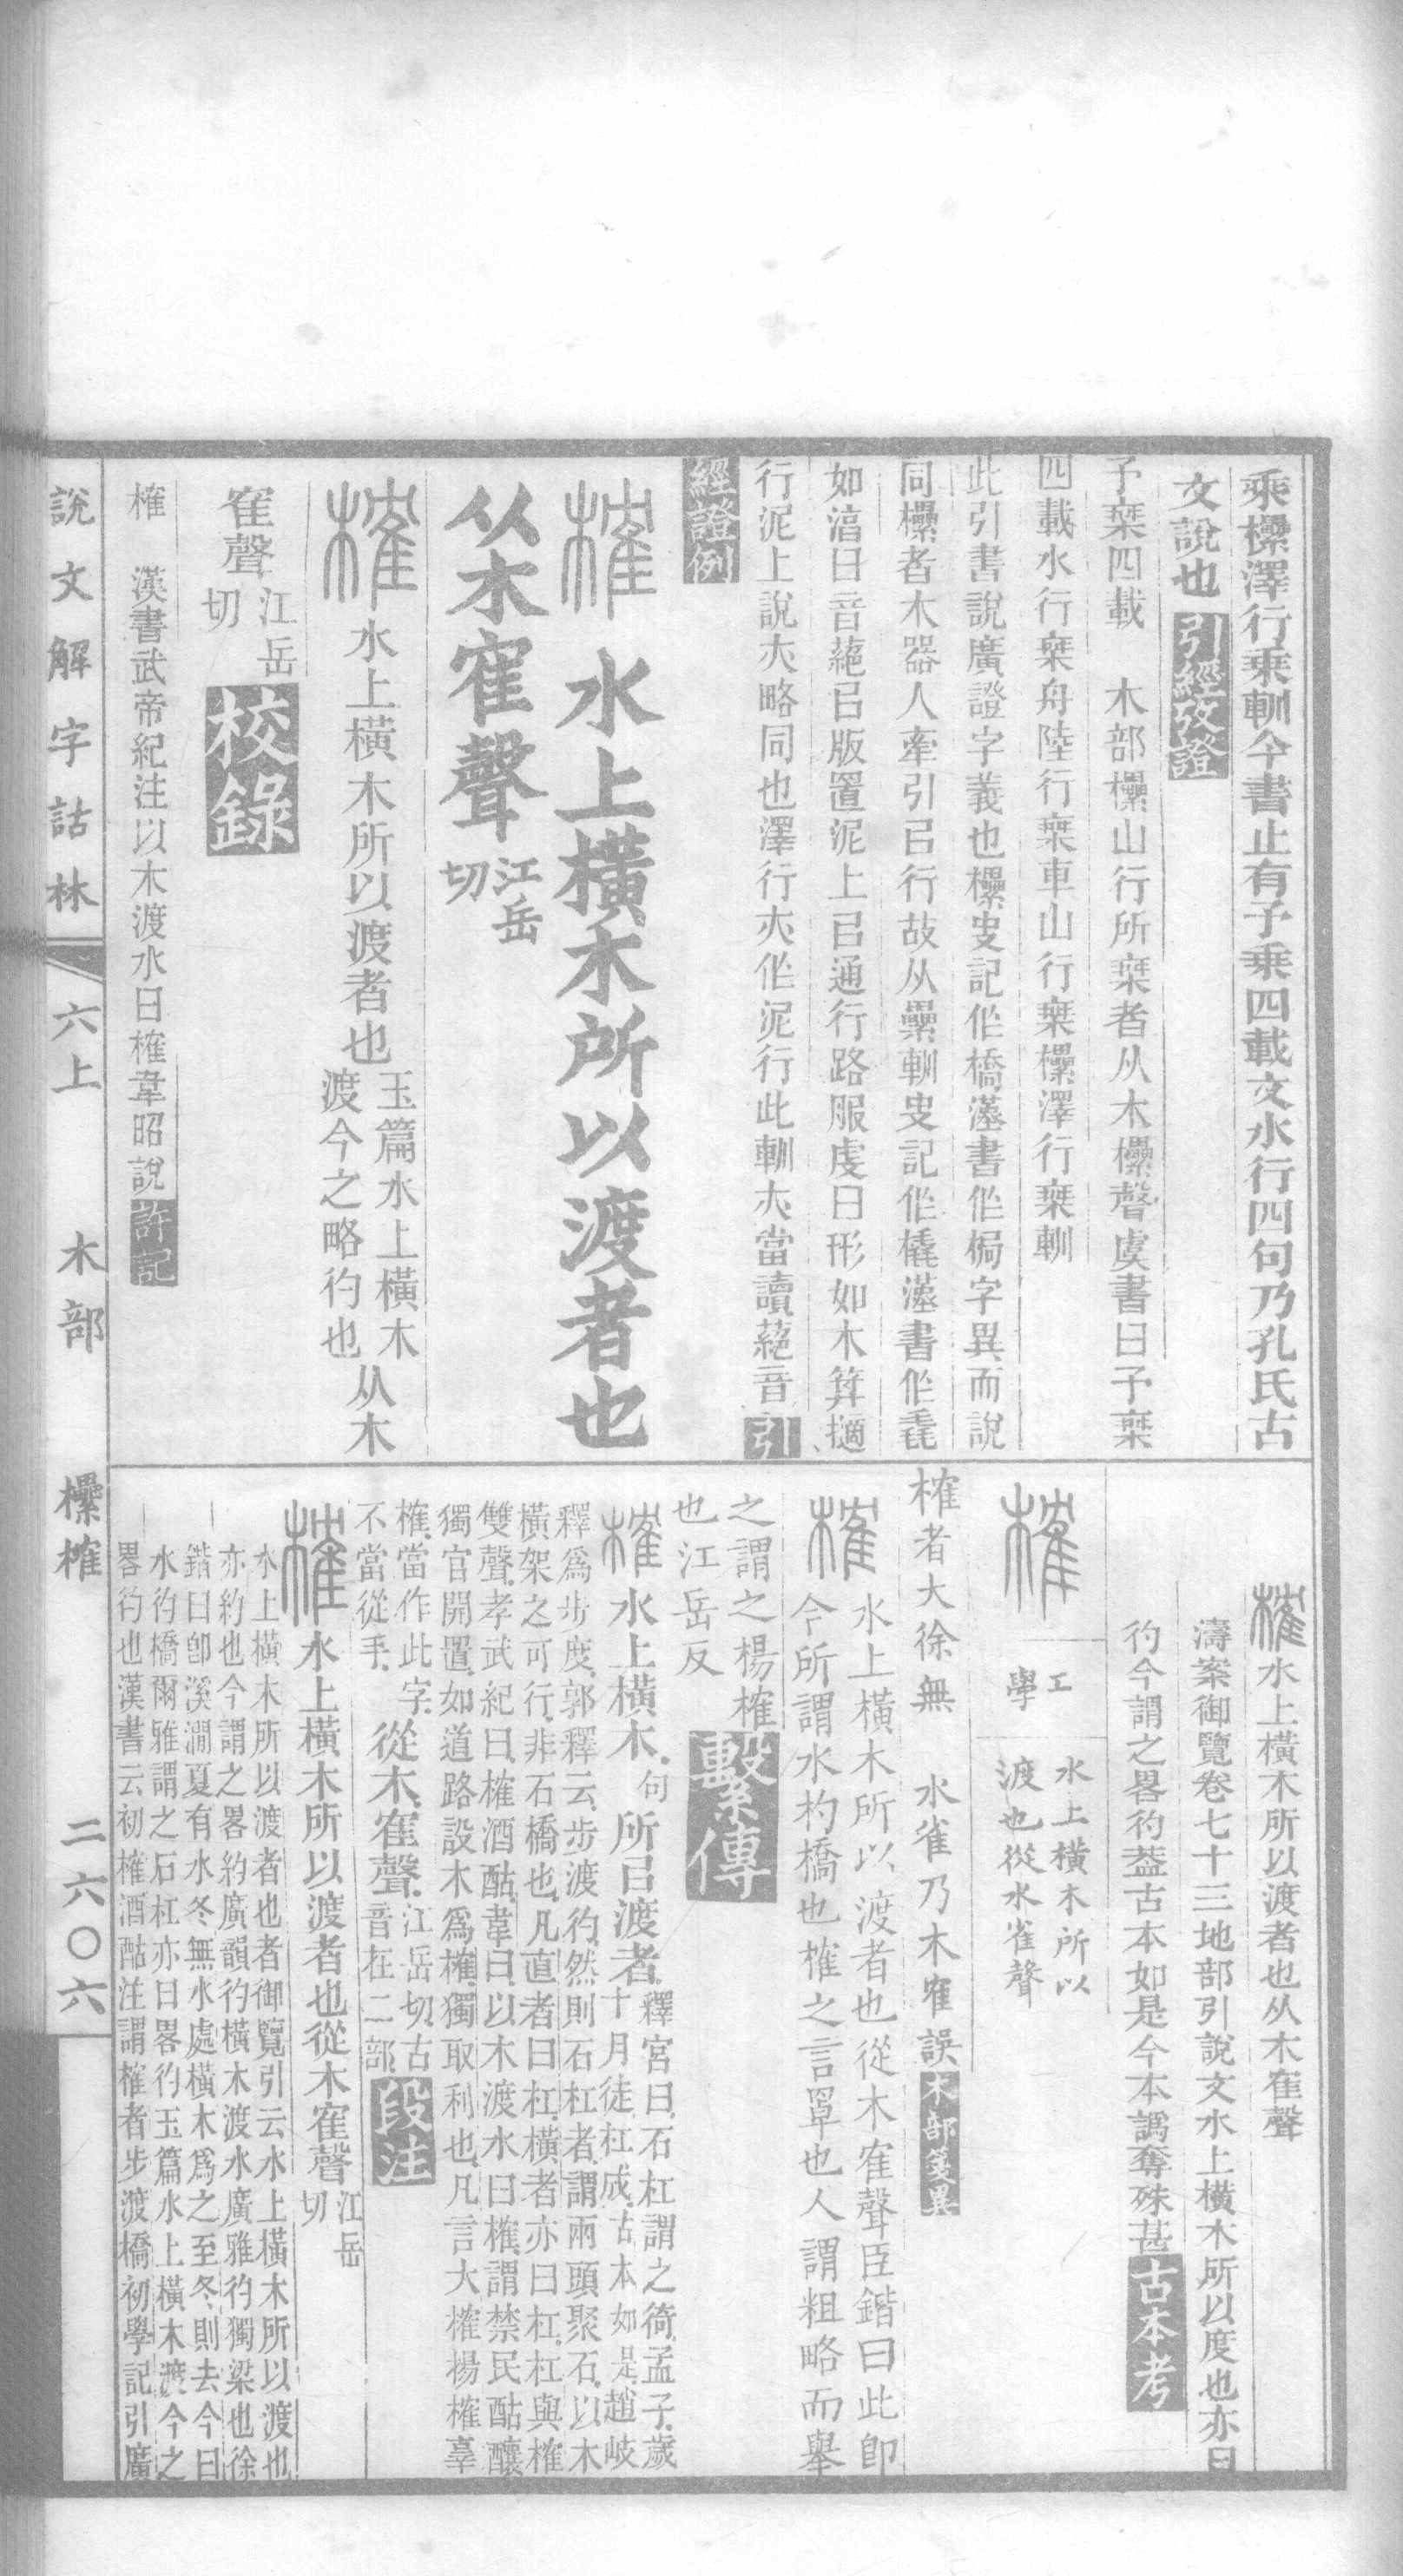 乘欙澤行乘輴今書止有予乘四載文水行四句乃孔氏古
文說也引經攷證
予椉四載　木部欙山行所椉者从木欙聲虞書曰予椉
四載水行椉舟陸行椉車山行椉欙澤行椉輴
此引書說廣證字義也欙史記作橋漢書作梮字異而說
同欙者木器人牽引㠯行故从纍輴史記作橇漢書作毳
如湻曰音蕝㠯版置泥上㠯通行路服虔曰形如木箕擿
行泥上說亦略同也澤行亦作泥行此輴亦當讀蕝音引
經證例
榷　水上橫木所以渡者也
从木隺聲江岳切
榷水上橫木所以渡者也玉篇水上橫木渡今之略彴也从木
隺聲江岳切校錄
榷　漢書武帝紀注以木渡水曰榷韋昭說許記
榷水上橫木所以渡者也从木隺聲
濤案御覽卷七十三地部引說文水上橫木所以度也亦曰
彴今謂之畧彴葢古本如是今本譌奪殊甚古本考
榷　工學　水上橫木所以渡也從水雀聲
榷者大徐無　水雀乃木隺誤木部箋異
榷水上橫木所以渡者也從木隺聲臣鍇曰此卽
今所謂水杓橋也榷之言罩也人謂粗略而舉
之謂之楊榷
也江岳反繫傳
榷水上橫木句所㠯渡者釋宮曰石杠謂之徛孟子歲
十月徒杠成古本如是趙岐
釋爲步度郭釋云步渡彴然則石杠者謂兩頭聚石以木
橫架之可行非石橋也凡直者曰杠橫者亦曰杠杠與榷
雙聲孝武紀曰榷酒酤韋曰以木渡水曰榷謂禁民酤釀
獨官開置如道路設木爲榷獨取利也凡言大榷揚榷辜
榷當作此字從木隺聲江岳切古音在二部段注
不當從手
榷水上橫木所以渡者也從木隺聲江岳切
水上橫木所以渡者也者御覽引云水上橫木所以渡也
亦約也今謂之畧約廣韻彴橫木渡水廣雅彴獨梁也徐
鍇曰卽溪澗夏有水冬無水處橫木爲之至冬則去今曰
水彴橋爾雅謂之石杠亦曰畧彴玉篇水上橫木渡今之
畧彴也漢書云初榷酒酤注謂榷者步渡橋初學記引廣
說文解字詁林　六上　木部　欙榷　二六〇六